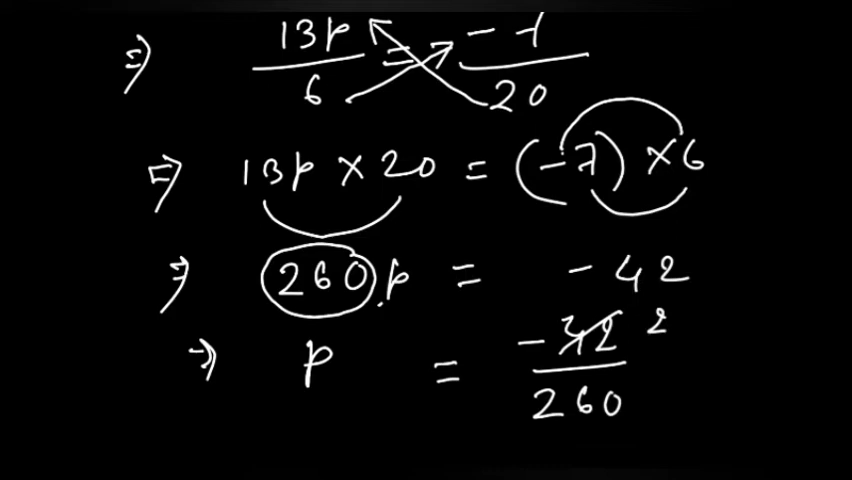 ⇒ 13p/6 = -7/20
⇒ 13p × 20 = (-7) × 6
⇒ 260p = -42
⇒ p = -42/260 2